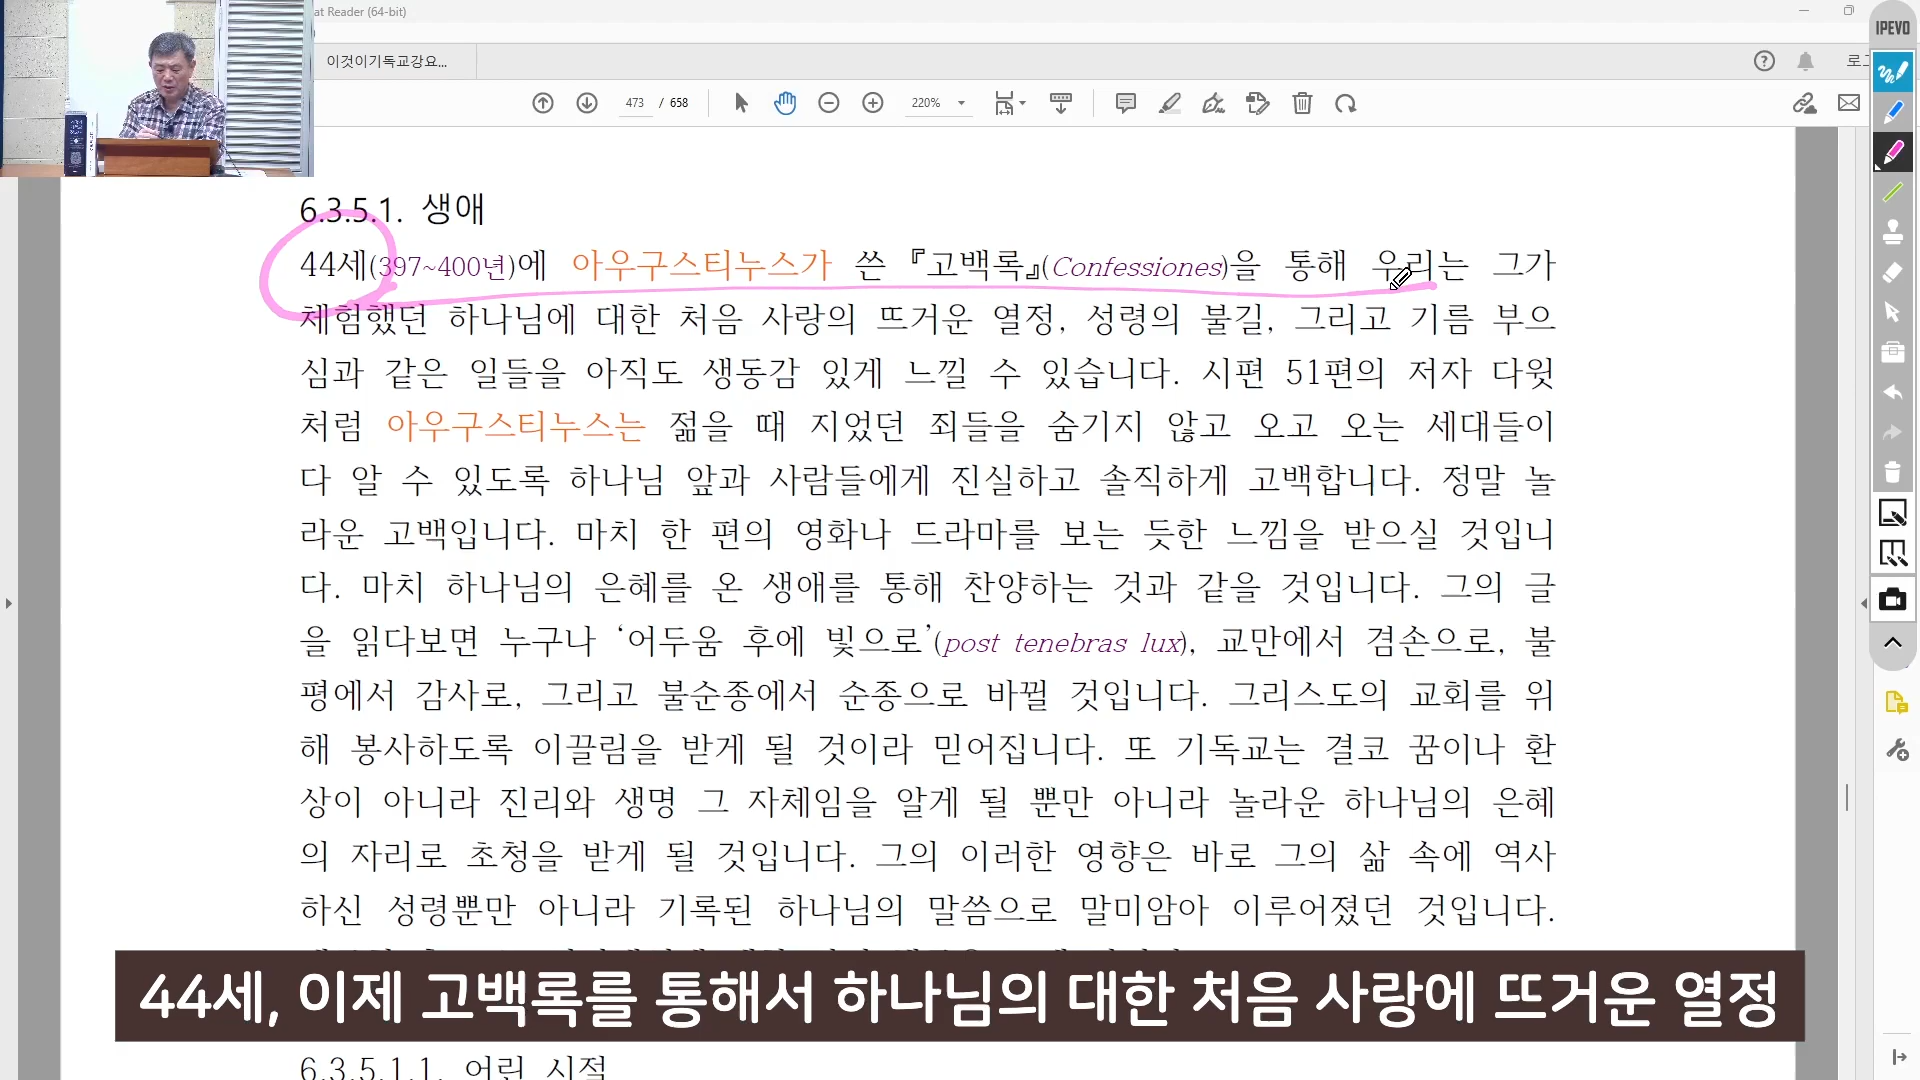 at Reader (64-bit)
IPEVO
이것이기독교강요...
로그
473 / 658
220%
6.3.5.1. 생애
44세(397~400년)에 아우구스티누스가 쓴 『고백록』(Confessiones)을 통해 우리는 그가
체험했던 하나님에 대한 처음 사랑의 뜨거운 열정, 성령의 불길, 그리고 기름 부으
심과 같은 일들을 아직도 생동감 있게 느낄 수 있습니다. 시편 51편의 저자 다윗
처럼 아우구스티누스는 젊을 때 지었던 죄들을 숨기지 않고 오고 오는 세대들이
다 알 수 있도록 하나님 앞과 사람들에게 진실하고 솔직하게 고백합니다. 정말 놀
라운 고백입니다. 마치 한 편의 영화나 드라마를 보는 듯한 느낌을 받으실 것입니
다. 마치 하나님의 은혜를 온 생애를 통해 찬양하는 것과 같을 것입니다. 그의 글
을 읽다보면 누구나 ‘어두움 후에 빛으로’(post tenebras lux), 교만에서 겸손으로, 불
평에서 감사로, 그리고 불순종에서 순종으로 바뀔 것입니다. 그리스도의 교회를 위
해 봉사하도록 이끌림을 받게 될 것이라 믿어집니다. 또 기독교는 결코 꿈이나 환
상이 아니라 진리와 생명 그 자체임을 알게 될 뿐만 아니라 놀라운 하나님의 은혜
의 자리로 초청을 받게 될 것입니다. 그의 이러한 영향은 바로 그의 삶 속에 역사
하신 성령뿐만 아니라 기록된 하나님의 말씀으로 말미암아 이루어졌던 것입니다.
44세, 이제 고백록를 통해서 하나님의 대한 처음 사랑에 뜨거운 열정
6.3.5.1.1. 어린 시절